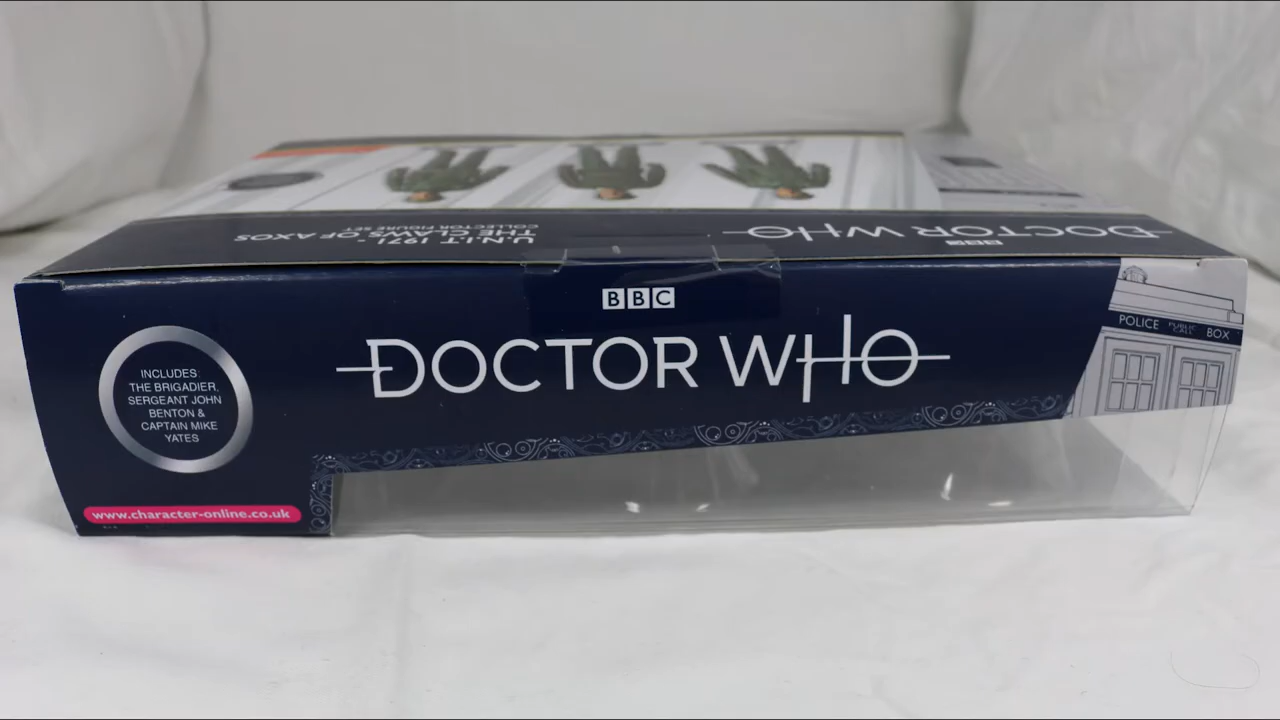 U.N.I.T 1971 -
THE CLAWS OF AXOS
COLLECTOR FIGURE SET
BBC
DOCTOR WHO
BBC
DOCTOR WHO
POLICE PUBLIC CALL BOX
INCLUDES:
THE BRIGADIER,
SERGEANT JOHN
BENTON &
CAPTAIN MIKE
YATES
www.character-online.co.uk